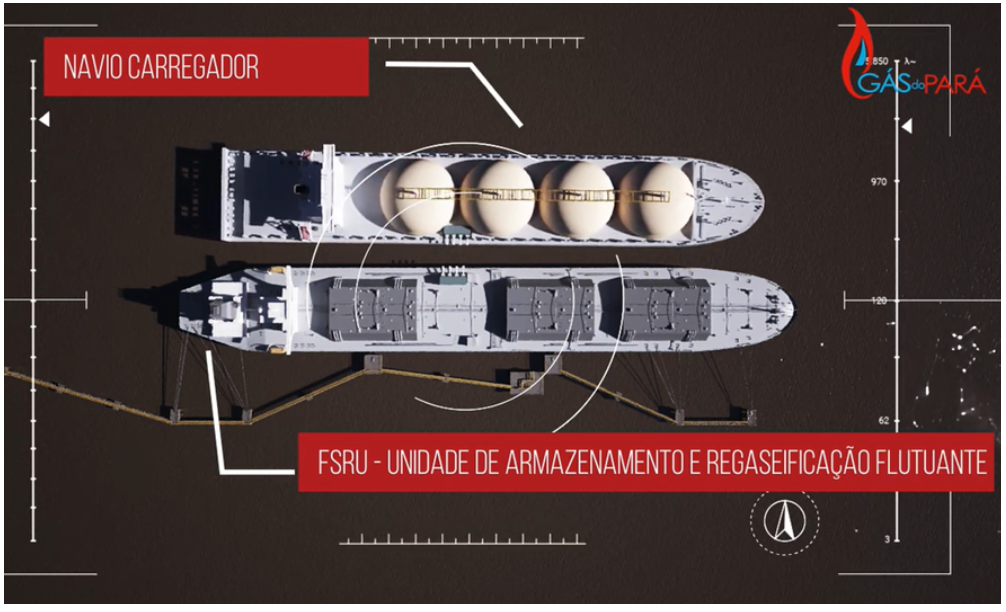 NAVIO CARREGADOR
GÁS do PARÁ
970
120
62
3
FSRU - UNIDADE DE ARMAZENAMENTO E REGASEIFICAÇÃO FLUTUANTE